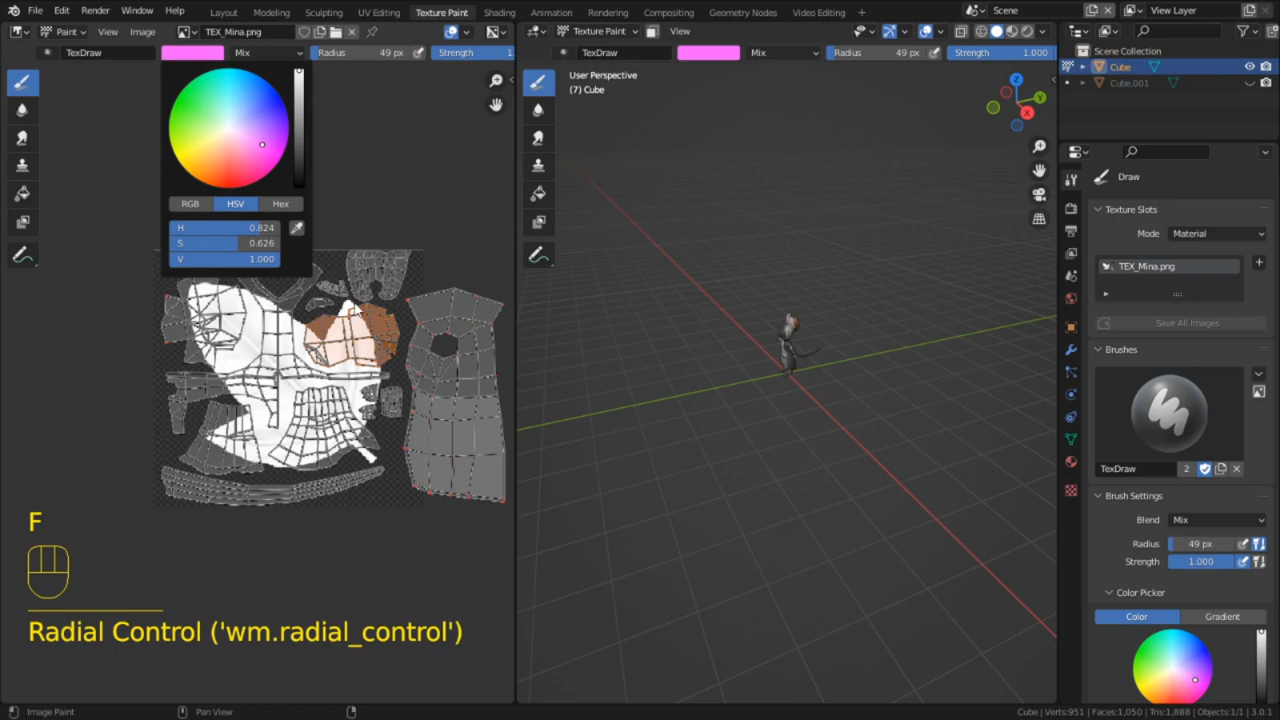 File Edit Render Window Help Layout Modeling Sculpting UV Editing Texture Paint Shading Animation Rendering Compositing Geometry Nodes Video Editing + Scene View Layer
Paint View Image TEX_Mina.png Texture Paint View
TexDraw Mix Radius 49 px Strength 1. TexDraw Mix Radius 49 px Strength 1.000
Scene Collection
Cube
Cube.001
User Perspective
(7) Cube
Z
Y
X
RGB HSV Hex
H 0.824
S 0.626
V 1.000
Draw
Texture Slots
Mode Material
TEX_Mina.png
Save All Images
Brushes
TexDraw 2
Brush Settings
Blend Mix
Radius 49 px
Strength 1.000
Color Picker
Color Gradient
F
Radial Control ('wm.radial_control')
Image Paint Pan View Cube | Verts:951 | Faces:1,050 | Tris:1,888 | Objects:1/1 | 3.0.1